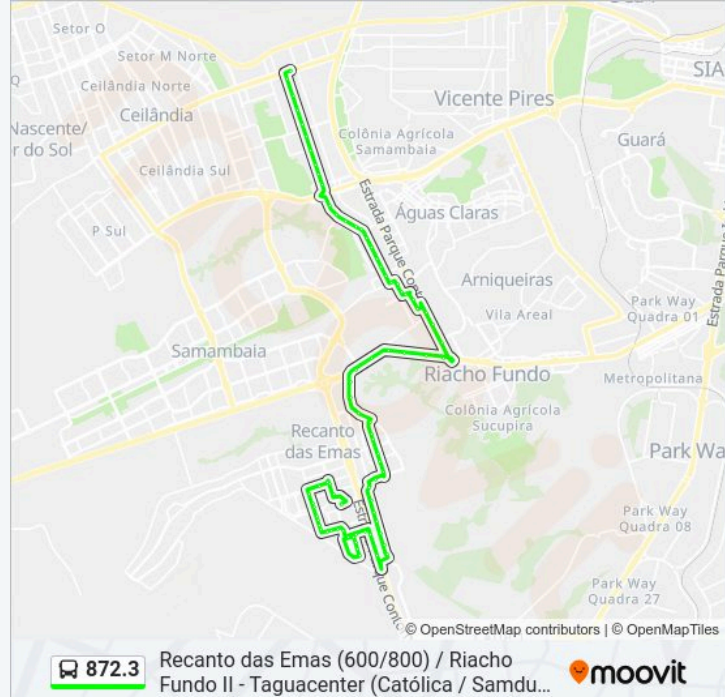 Setor O
Setor M Norte
SIA
Ceilândia Norte
Vicente Pires
Ceilândia
Nascente/
r do Sol
Colônia Agrícola
Samambaia
Guará
Ceilândia Sul
Estrada Parque Cont
Águas Claras
P Sul
Arniqueiras
Estrada Parque I
Park Way
Quadra 01
Vila Areal
Samambaia
Riacho Fundo
Metropolitana
Colônia Agrícola
Sucupira
Recanto
das Emas
Park Wa
Park Way
Quadra 08
Estra
que Conto
Park Way
Quadra 27
© OpenStreetMap contributors | © OpenMapTiles
872.3
Recanto das Emas (600/800) / Riacho
Fundo II - Taguacenter (Católica / Samdu...
moovit